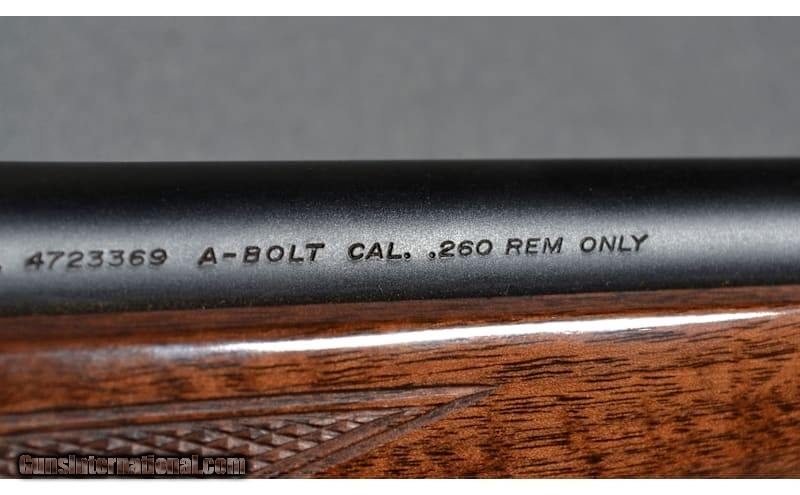 4723369 A-BOLT CAL. .260 REM ONLY
GunsInternational.com